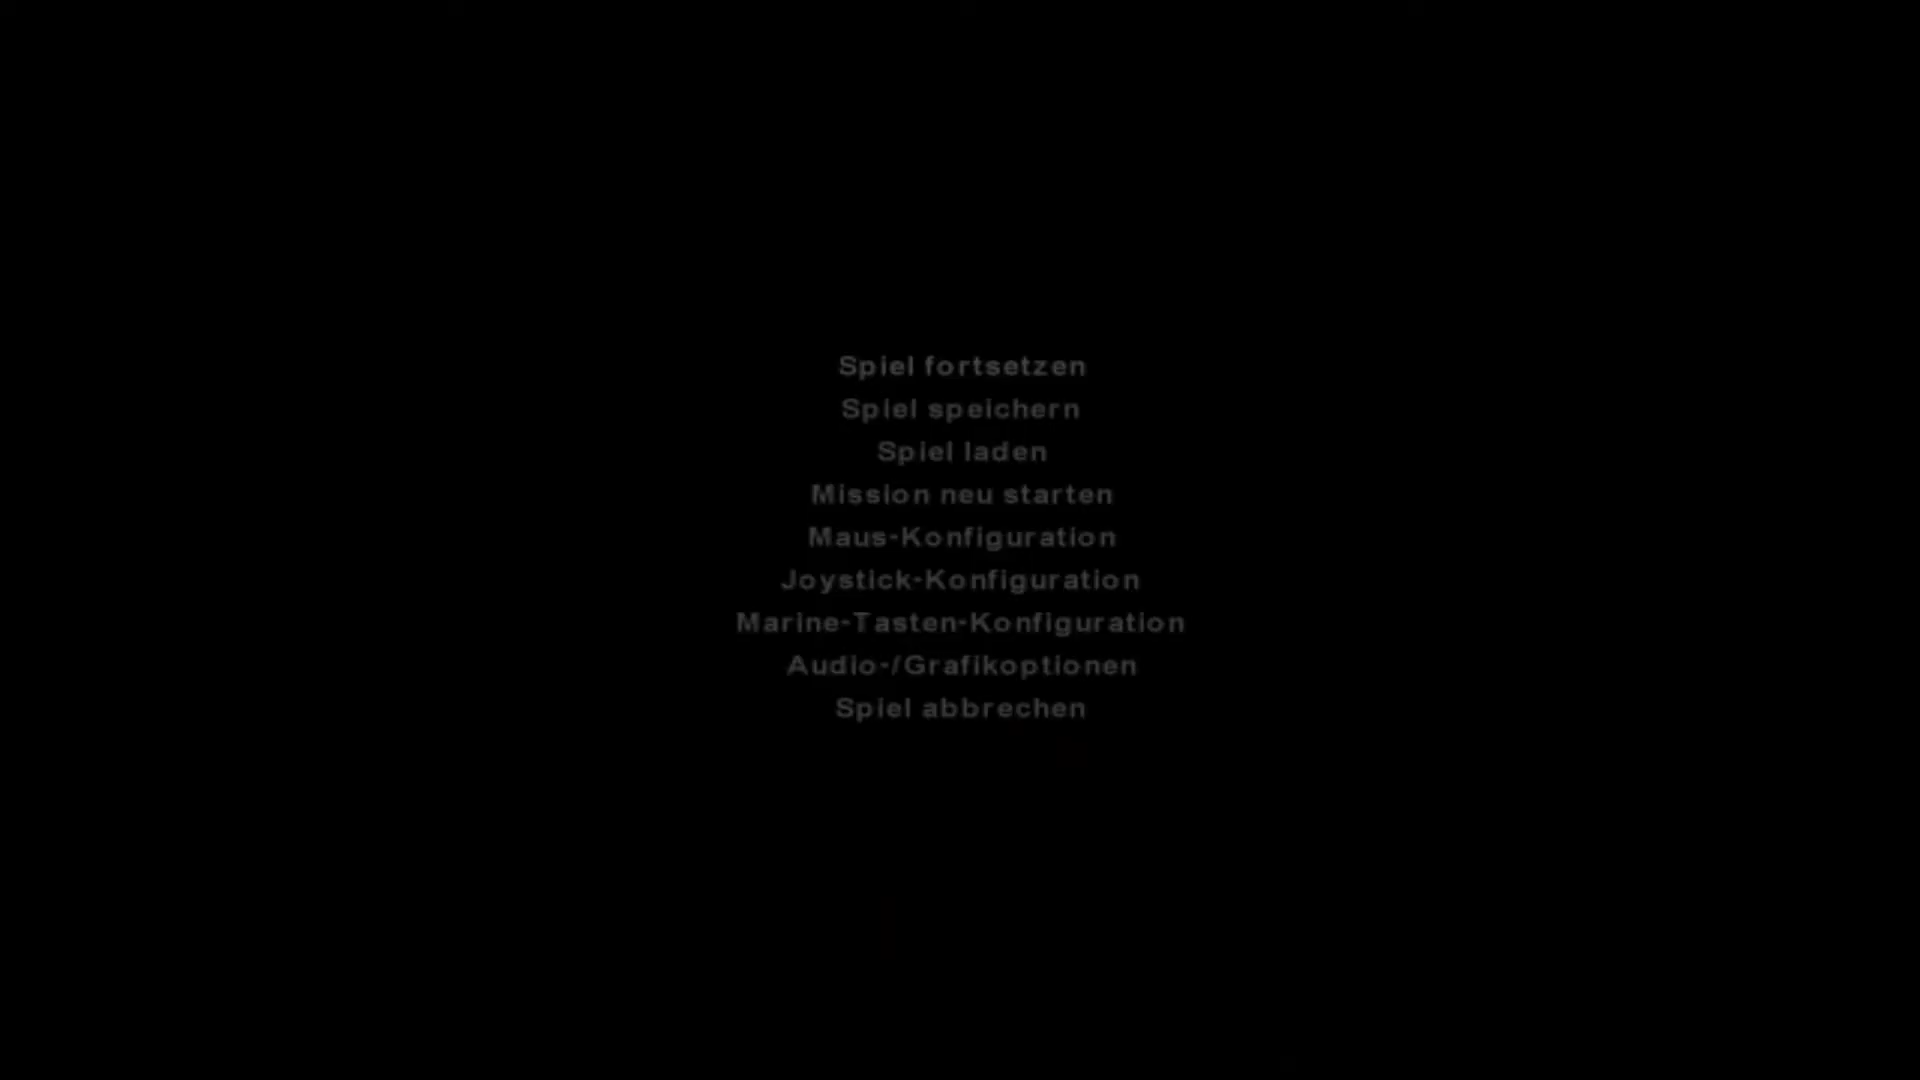 Spiel fortsetzen
Spiel speichern
Spiel laden
Mission neu starten
Maus-Konfiguration
Joystick-Konfiguration
Marine-Tasten-Konfiguration
Audio-/Grafikoptionen
Spiel abbrechen